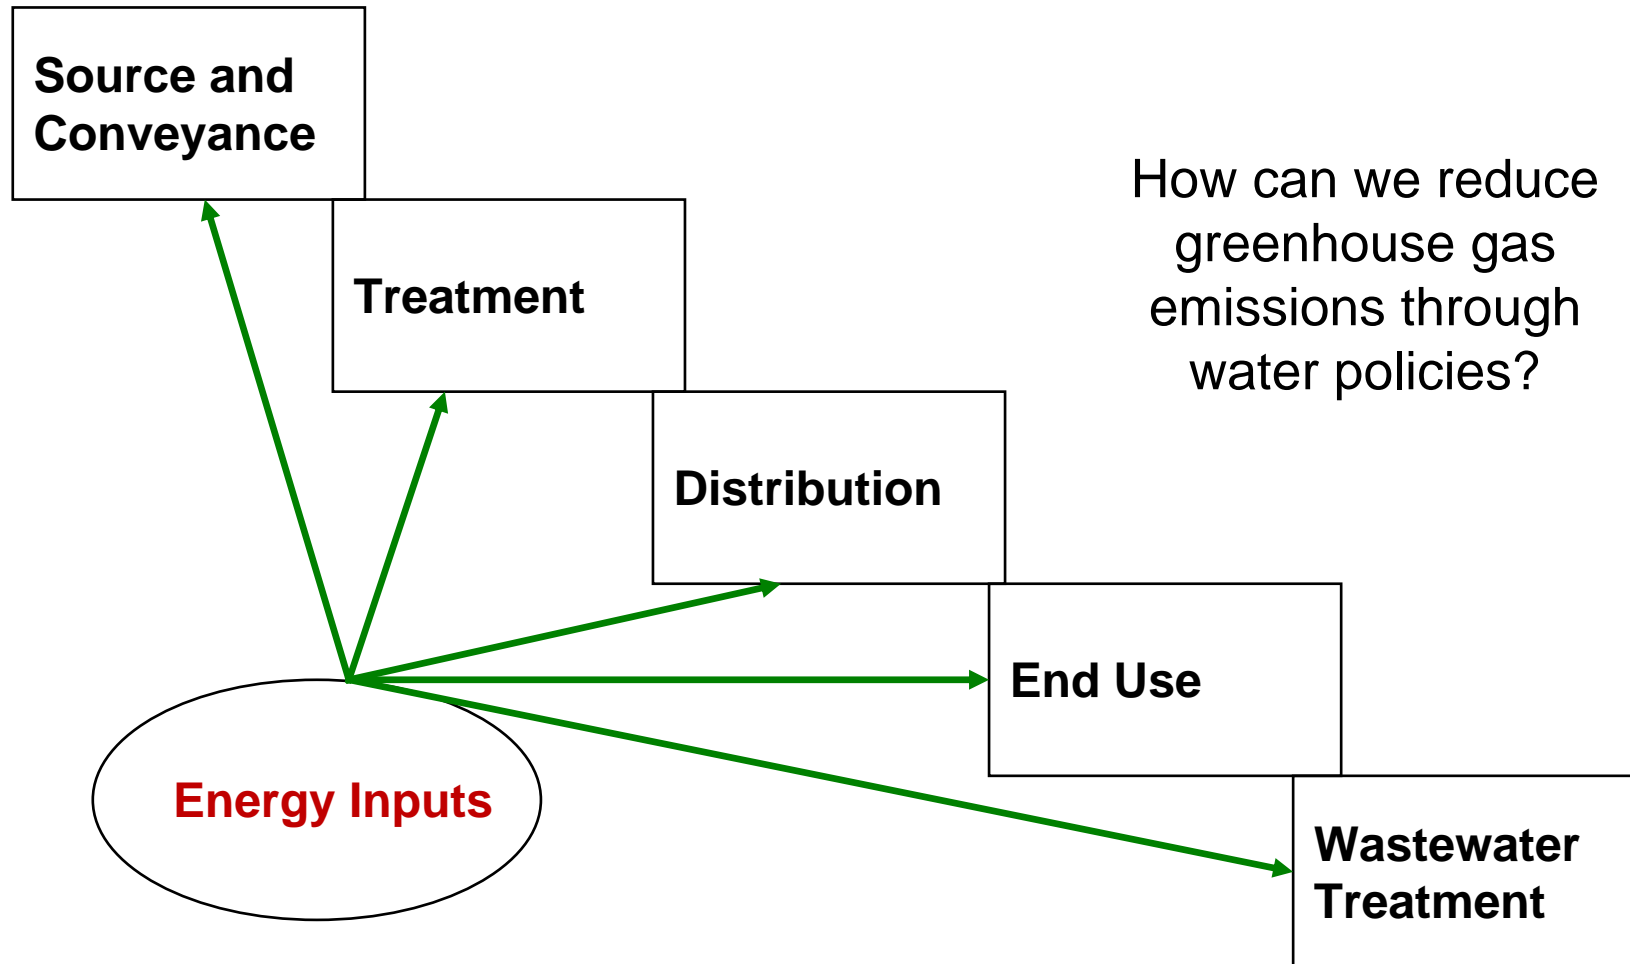 Source and
Conveyance
How can we reduce
greenhouse gas
emissions through
water policies?
Treatment
Distribution
End Use
Energy Inputs
Wastewater
Treatment